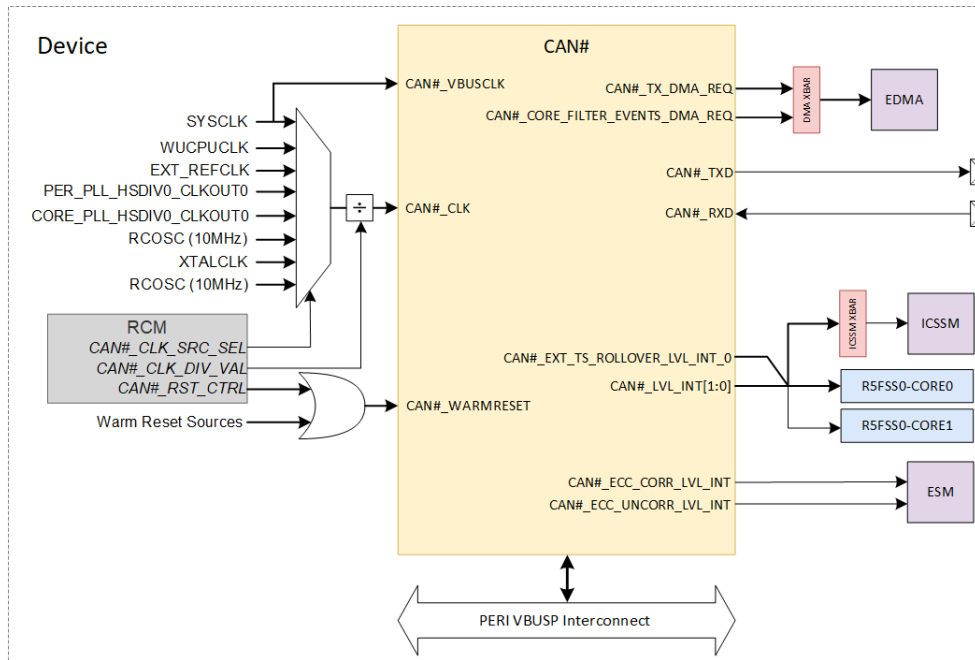 Device
CAN#
CAN#_VBUSCLK
CAN#_TX_DMA_REQ
CAN#_CORE_FILTER_EVENTS_DMA_REQ
DMA XBAR
EDMA
SYSCLK
WUCPUCLK
EXT_REFCLK
PER_PLL_HSDIV0_CLKOUT0
CORE_PLL_HSDIV0_CLKOUT0
RCOSC (10MHz)
XTALCLK
RCOSC (10MHz)
÷
CAN#_CLK
CAN#_TXD
CAN#_RXD
RCM
CAN#_CLK_SRC_SEL
CAN#_CLK_DIV_VAL
CAN#_RST_CTRL
Warm Reset Sources
CAN#_WARMRESET
CAN#_EXT_TS_ROLLOVER_LVL_INT_0
CAN#_LVL_INT[1:0]
ICSSM XBAR
ICSSM
R5FSS0-CORE0
R5FSS0-CORE1
CAN#_ECC_CORR_LVL_INT
CAN#_ECC_UNCORR_LVL_INT
ESM
PERI VBUSP Interconnect